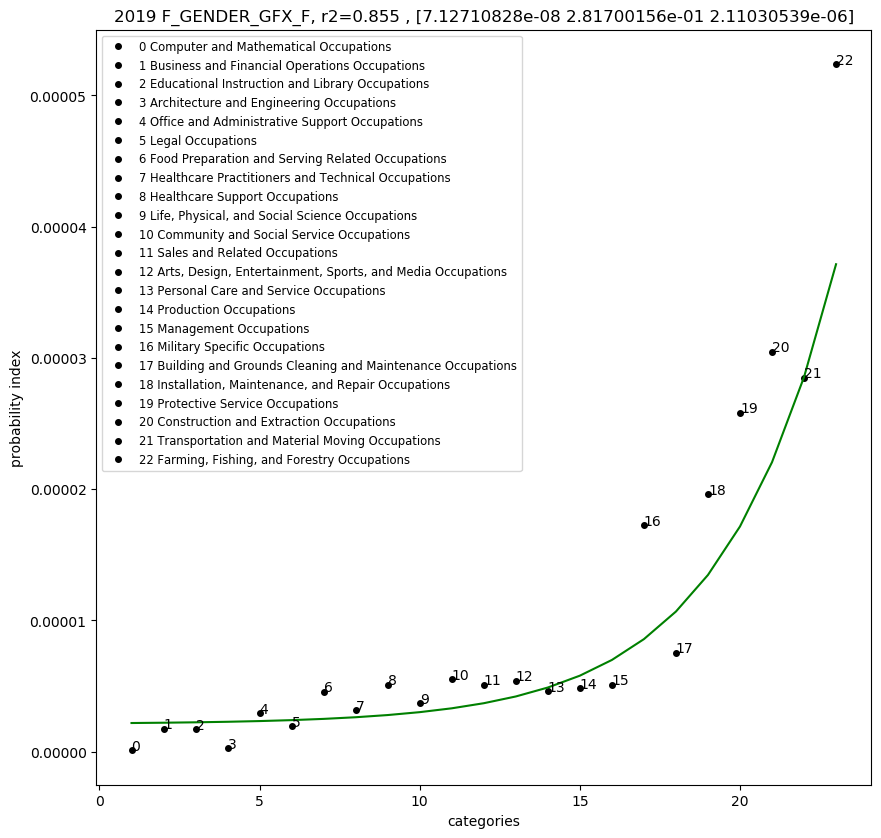 2019 F_GENDER_GFX_F, r2=0.855 , [7.12710828e-08 2.81700156e-01 2.11030539e-06]
0 Computer and Mathematical Occupations
1 Business and Financial Operations Occupations
2 Educational Instruction and Library Occupations
3 Architecture and Engineering Occupations
4 Office and Administrative Support Occupations
5 Legal Occupations
6 Food Preparation and Serving Related Occupations
7 Healthcare Practitioners and Technical Occupations
8 Healthcare Support Occupations
9 Life, Physical, and Social Science Occupations
10 Community and Social Service Occupations
11 Sales and Related Occupations
12 Arts, Design, Entertainment, Sports, and Media Occupations
13 Personal Care and Service Occupations
14 Production Occupations
15 Management Occupations
16 Military Specific Occupations
17 Building and Grounds Cleaning and Maintenance Occupations
18 Installation, Maintenance, and Repair Occupations
19 Protective Service Occupations
20 Construction and Extraction Occupations
21 Transportation and Material Moving Occupations
22 Farming, Fishing, and Forestry Occupations
probability index
0.00005
0.00004
0.00003
0.00002
0.00001
0.00000
0
1
2
3
4
5
6
7
8
9
10
11
12
13
14
15
16
17
18
19
20
21
22
0 5 10 15 20
categories